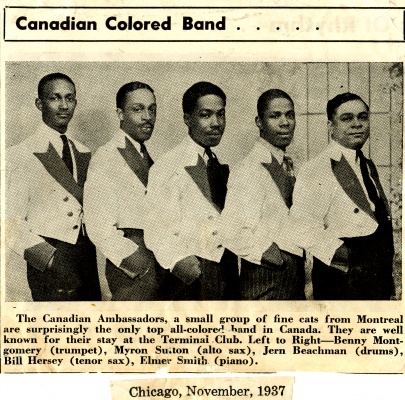 Canadian Colored Band . . . . .
The Canadian Ambassadors, a small group of fine cats from Montreal
are surprisingly the only top all-colored band in Canada. They are well
known for their stay at the Terminal Club. Left to Right—Benny Mont-
gomery (trumpet), Myron Sutton (alto sax), Jern Beachman (drums),
Bill Hersey (tenor sax), Elmer Smith (piano).
Chicago, November, 1937